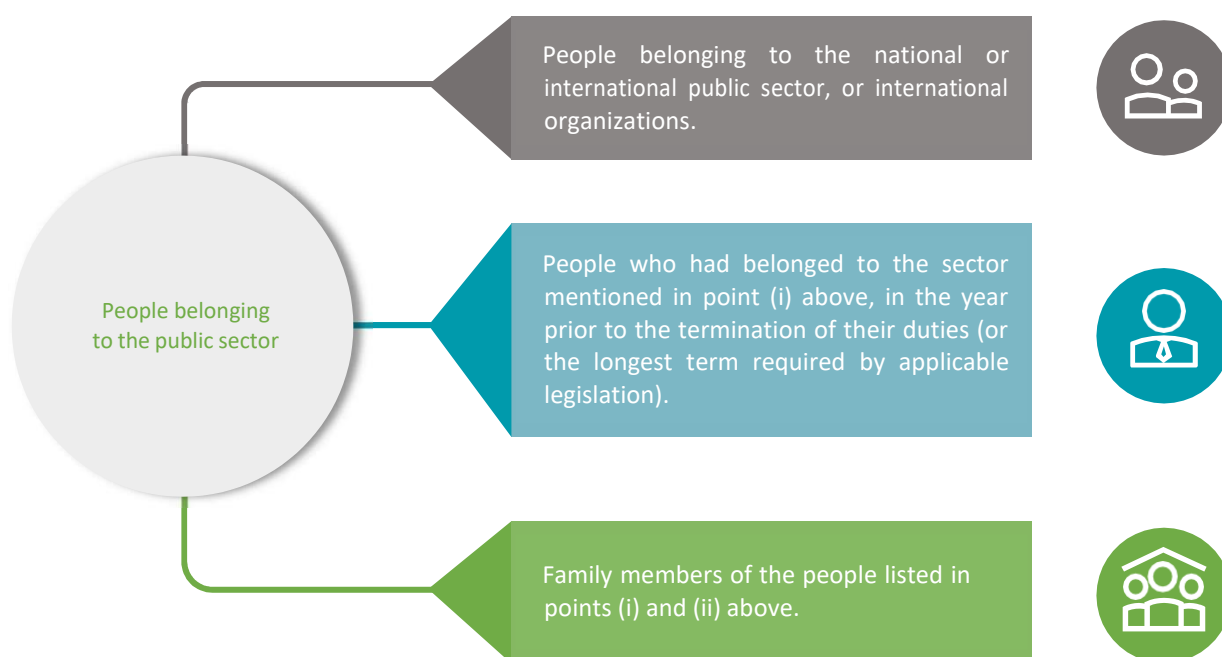 People belonging to the national or
international public sector, or international
organizations.
People belonging
to the public sector
People who had belonged to the sector
mentioned in point (i) above, in the year
prior to the termination of their duties (or
the longest term required by applicable
legislation).
Family members of the people listed in
points (i) and (ii) above.